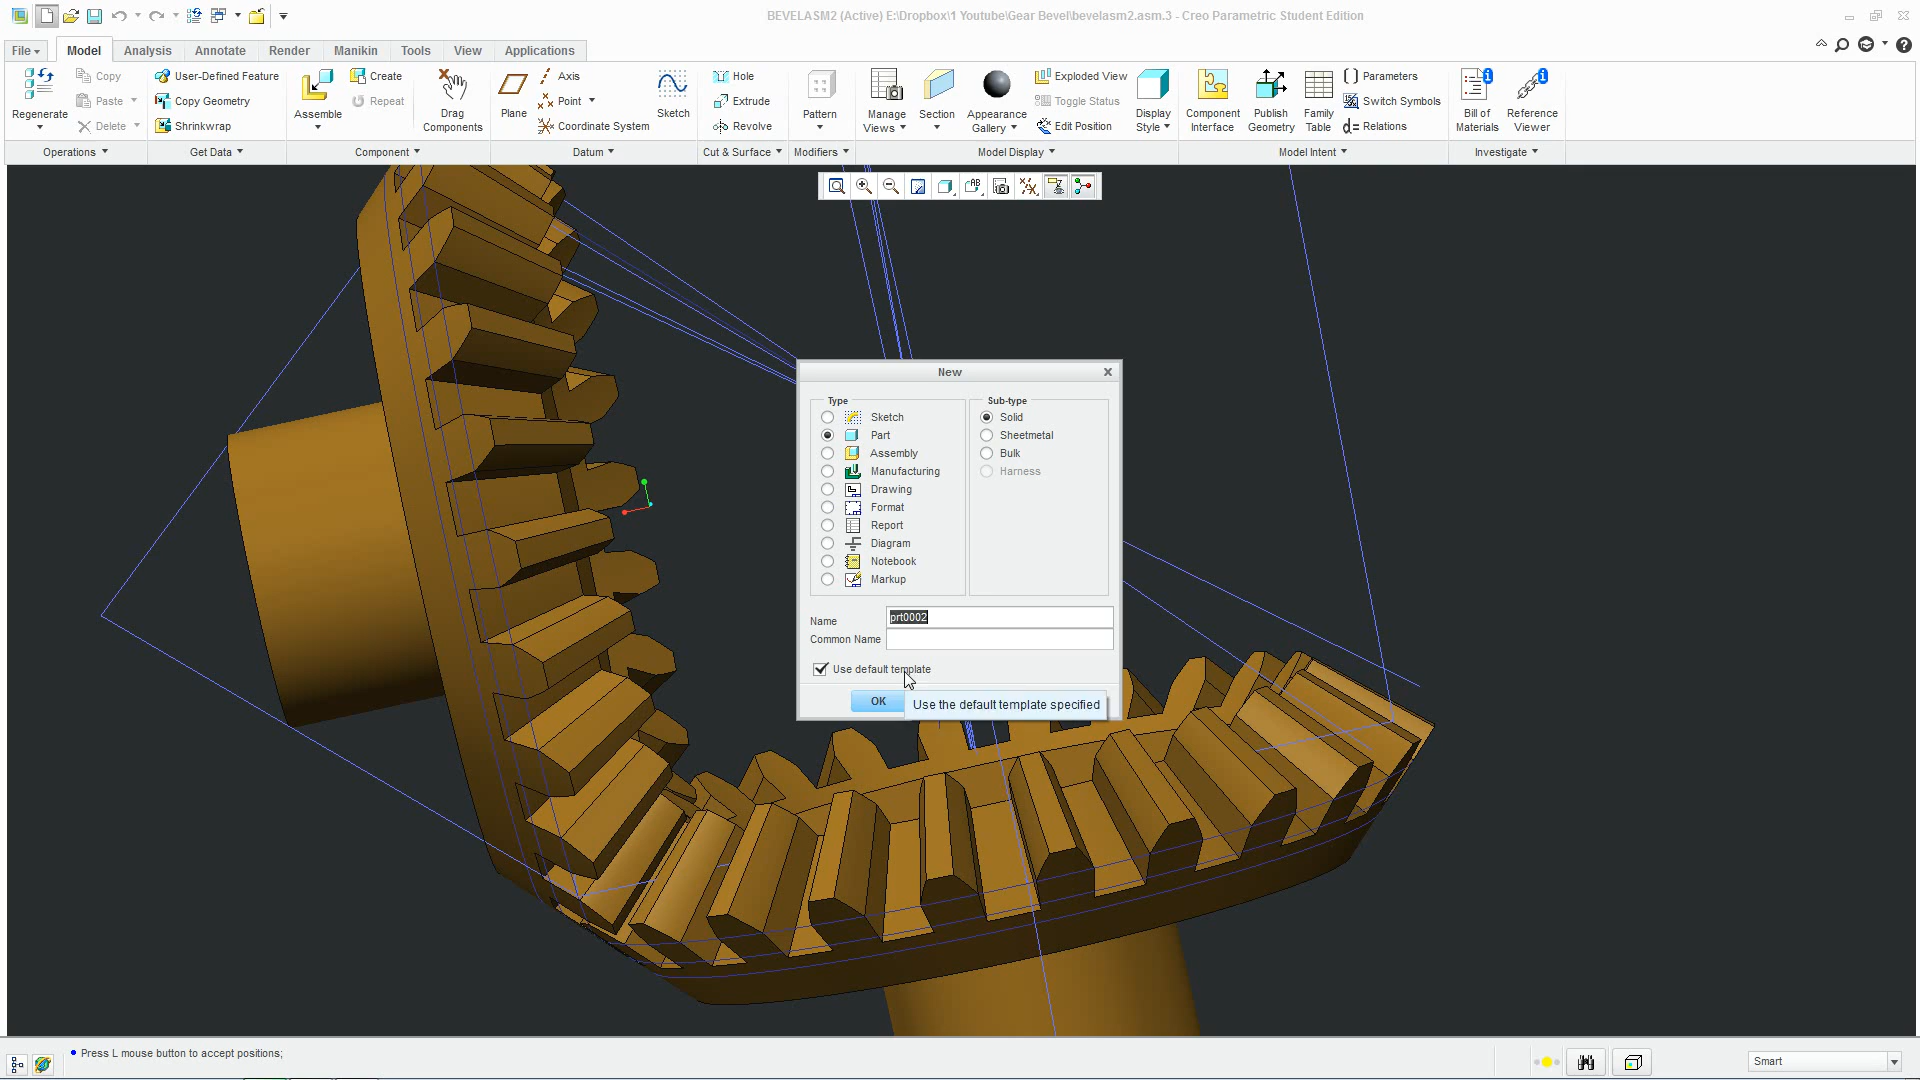 BEVELASM2 (Active) E:\Dropbox\1 Youtube\Gear Bevel\bevelasm2.asm.3 - Creo Parametric Student Edition
File Model Analysis Annotate Render Manikin Tools View Applications
Regenerate Copy Paste Delete
User-Defined Feature Copy Geometry Shrinkwrap
Assemble Create Repeat Drag Components
Plane Axis Point Coordinate System Sketch
Hole Extrude Revolve
Pattern
Manage Views Section Appearance Gallery Exploded View Toggle Status Edit Position Display Style
Component Interface Publish Geometry Family Table Parameters Switch Symbols d= Relations
Bill of Materials Reference Viewer
Operations Get Data Component Datum Cut & Surface Modifiers Model Display Model Intent Investigate
New
Type
Sketch
Part
Assembly
Manufacturing
Drawing
Format
Report
Diagram
Notebook
Markup
Sub-type
Solid
Sheetmetal
Bulk
Harness
Name prt0002
Common Name
Use default template
OK
Use the default template specified
Press L mouse button to accept positions;
Smart